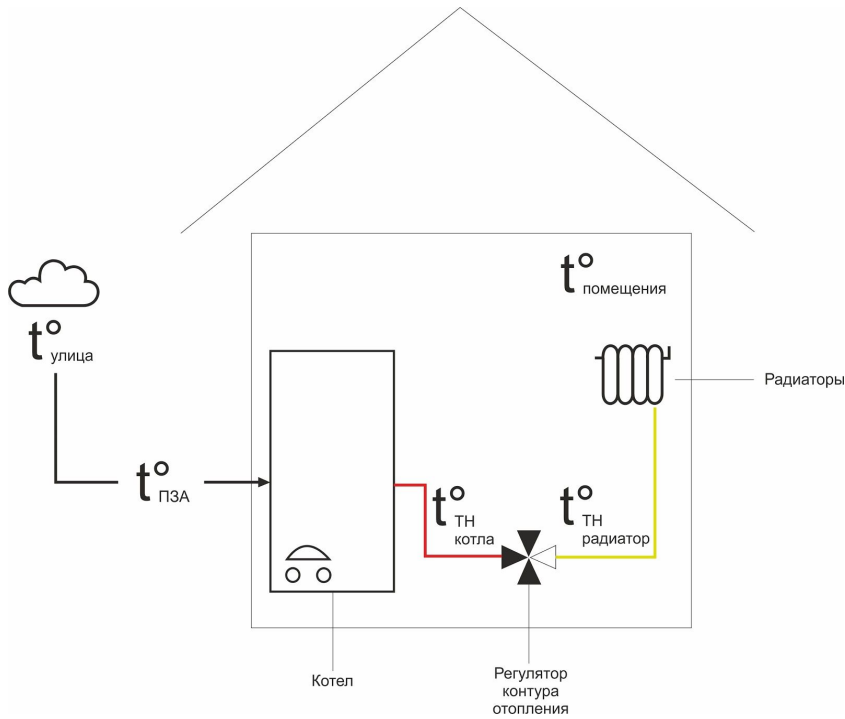 t° помещения
t° улица
Радиаторы
t° ПЗА
t° ТН
котла
t° ТН
радиатор
Котел
Регулятор
контура
отопления